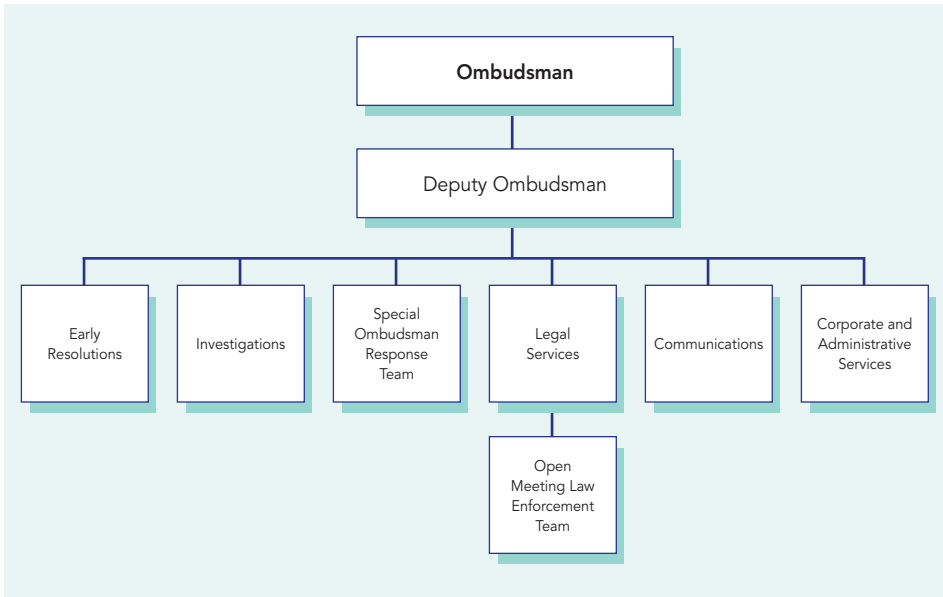 Ombudsman
Deputy Ombudsman
Early
Resolutions
Investigations
Special
Ombudsman
Response
Team
Legal
Services
Communications
Corporate and
Administrative
Services
Open
Meeting Law
Enforcement
Team